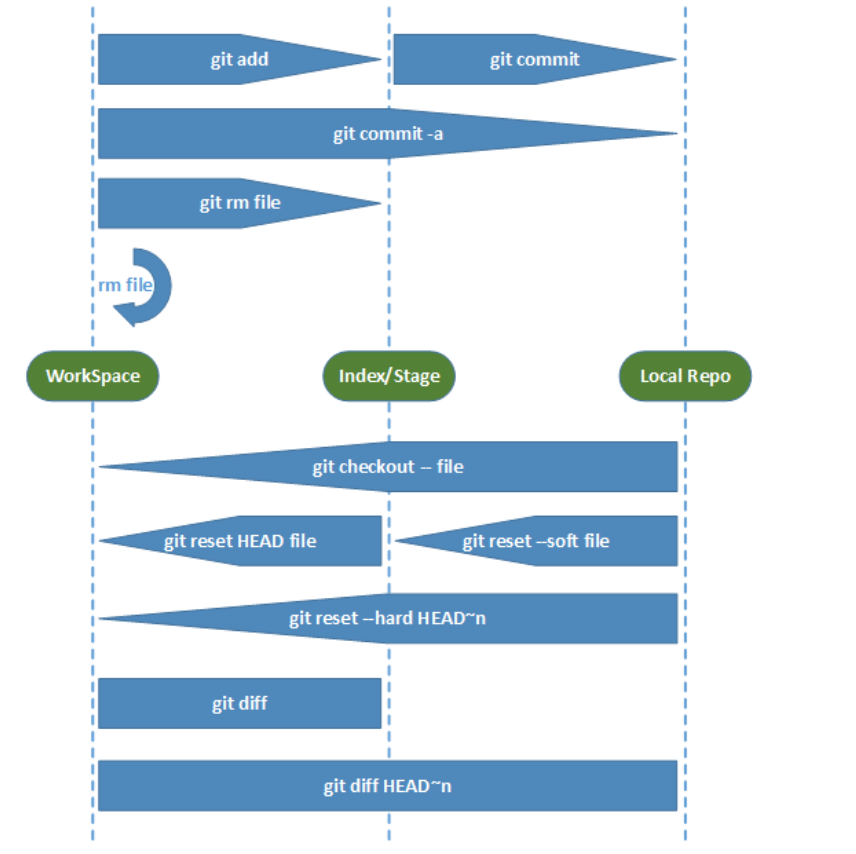 git add
git commit
git commit -a
git rm file
rm file
WorkSpace
Index/Stage
Local Repo
git checkout -- file
git reset HEAD file
git reset --soft file
git reset --hard HEAD~n
git diff
git diff HEAD~n